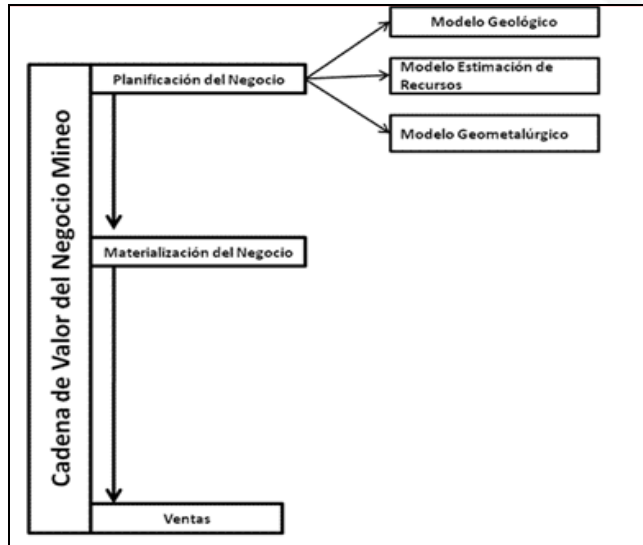 Cadena de Valor del Negocio Mineo
Planificación del Negocio
Modelo Geológico
Modelo Estimación de
Recursos
Modelo Geometalúrgico
Materialización del Negocio
Ventas